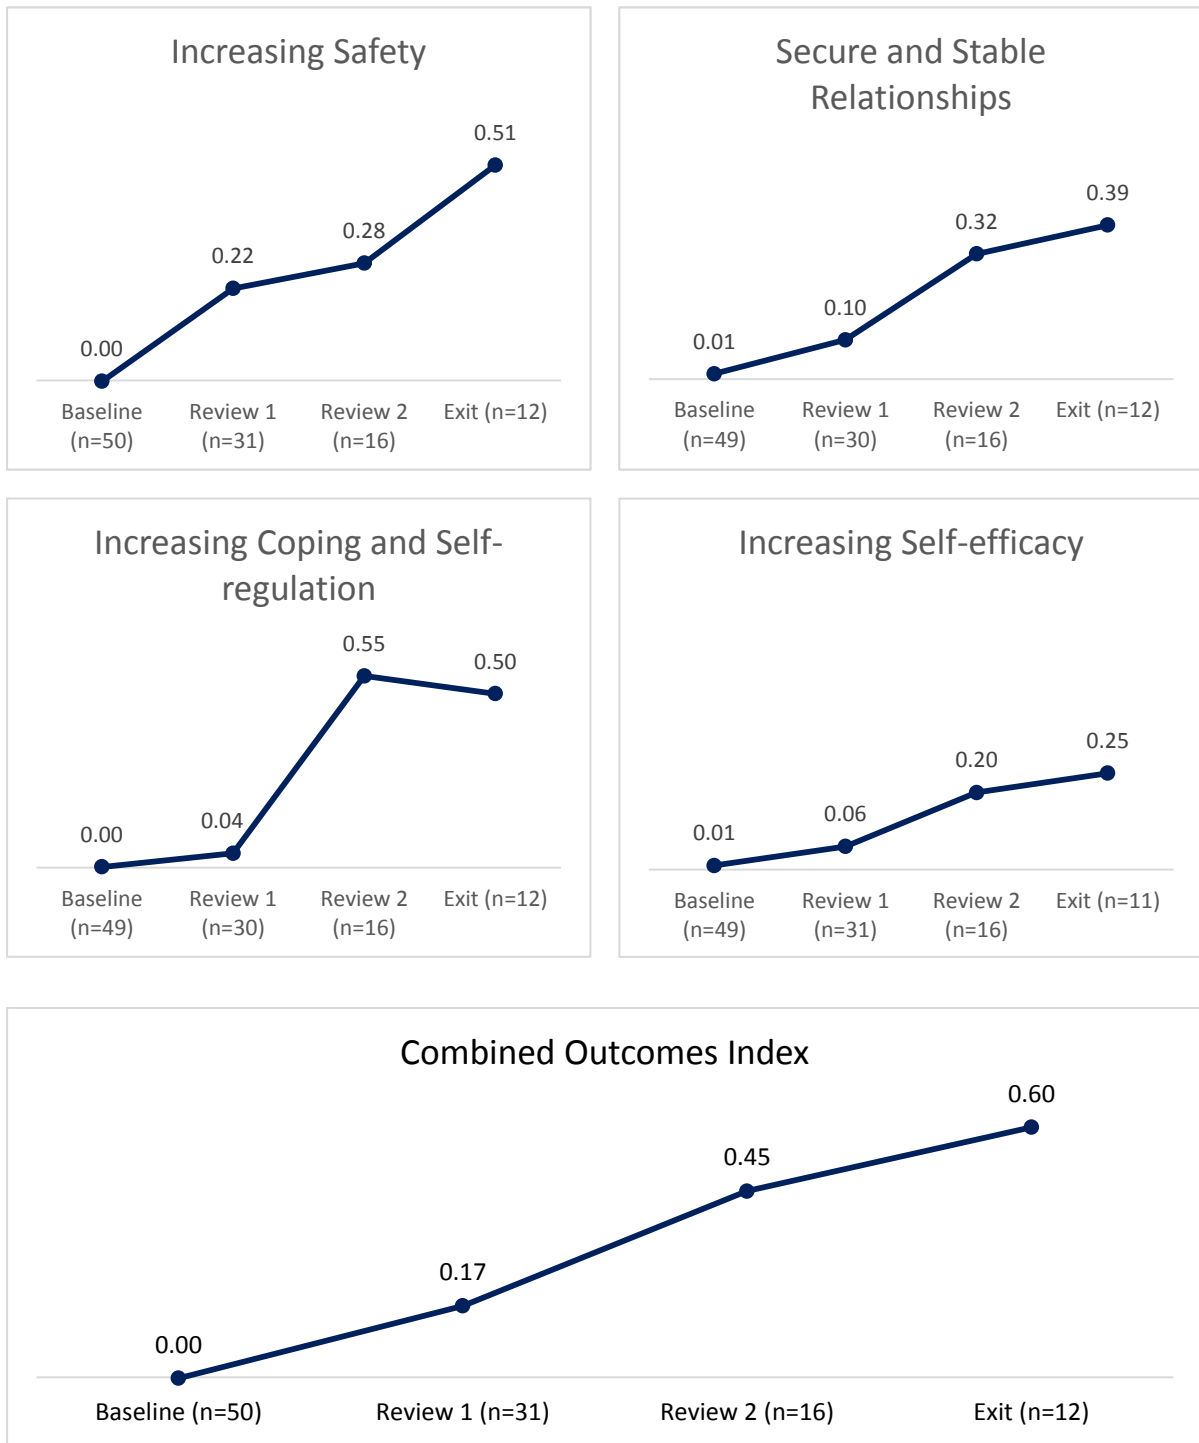 Increasing Safety
0.00
0.22
0.28
0.51
Baseline
(n=50)
Review 1
(n=31)
Review 2
(n=16)
Exit (n=12)
Secure and Stable
Relationships
0.01
0.10
0.32
0.39
Baseline
(n=49)
Review 1
(n=30)
Review 2
(n=16)
Exit (n=12)
Increasing Coping and Self-
regulation
0.00
0.04
0.55
0.50
Baseline
(n=49)
Review 1
(n=30)
Review 2
(n=16)
Exit (n=12)
Increasing Self-efficacy
0.01
0.06
0.20
0.25
Baseline
(n=49)
Review 1
(n=31)
Review 2
(n=16)
Exit (n=11)
Combined Outcomes Index
0.00
0.17
0.45
0.60
Baseline (n=50)
Review 1 (n=31)
Review 2 (n=16)
Exit (n=12)